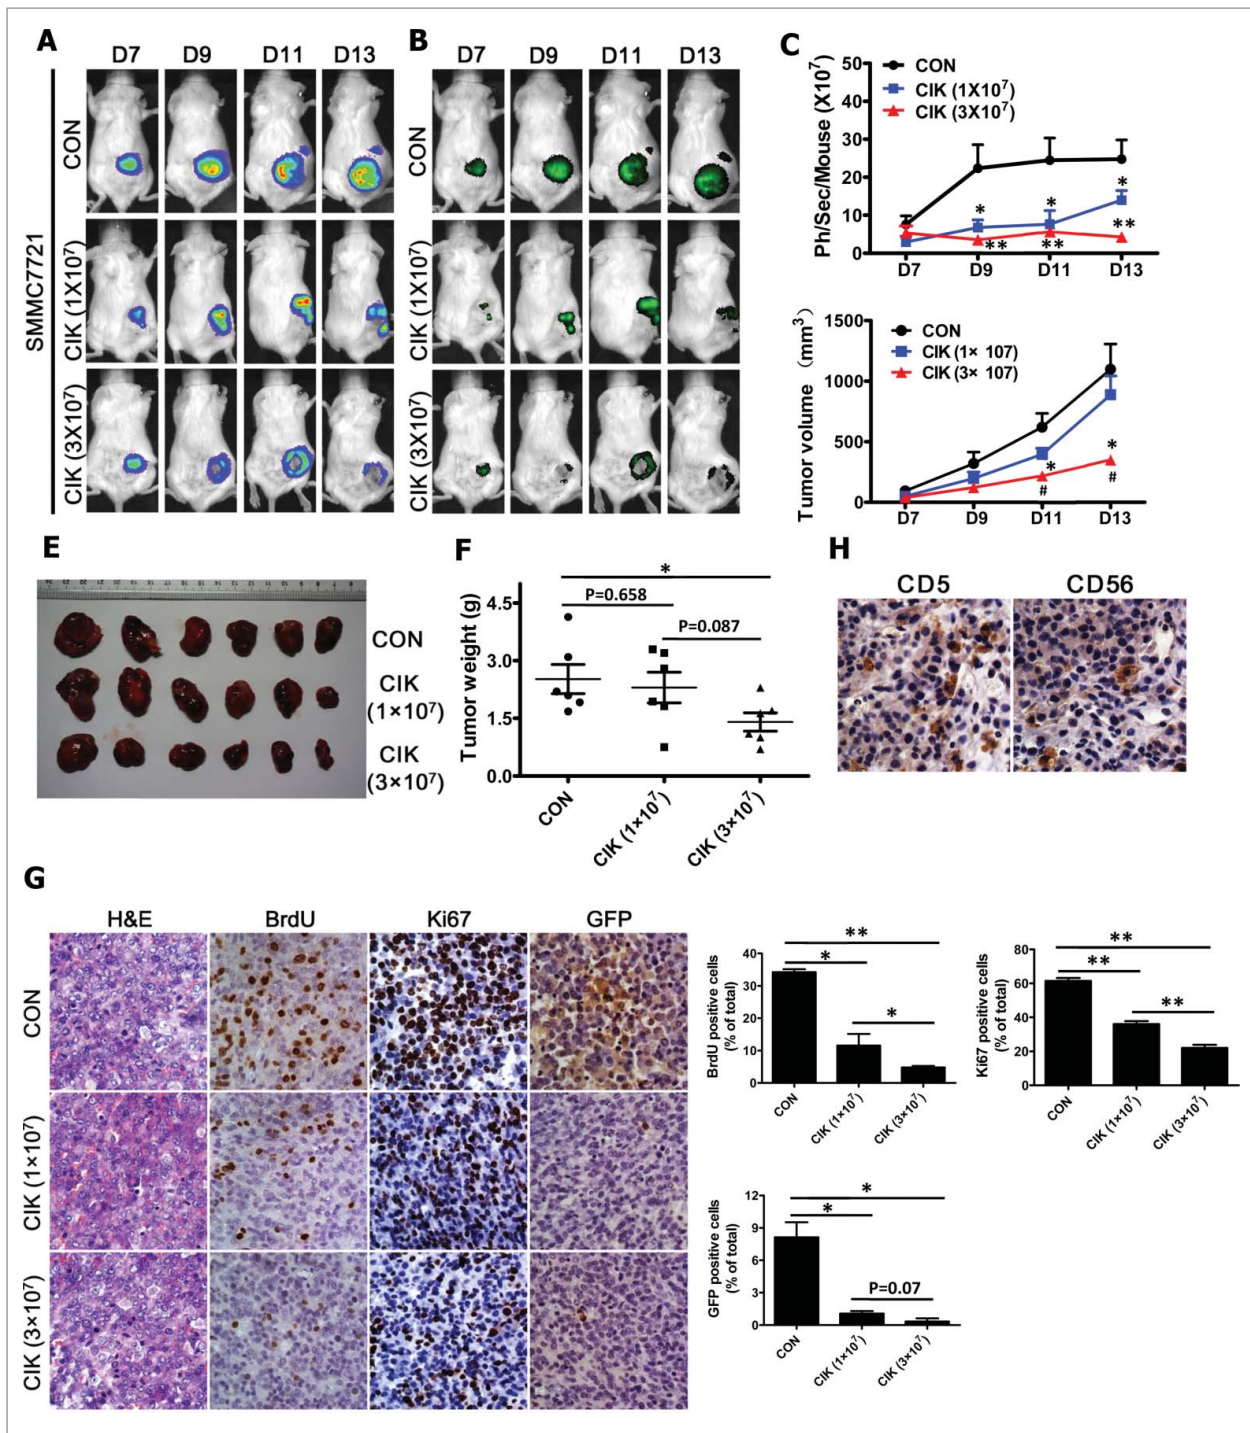 A
B
C
D7 D9 D11 D13
D7 D9 D11 D13
SMMC7721
CON
CIK (1X10⁷)
CIK (3X10⁷)
CON
CIK (1X10⁷)
CIK (3X10⁷)
CON
CIK (1X10⁷)
CIK (3X10⁷)
Ph/Sec/Mouse (X10⁷)
50
40
30
20
10
0
* * *
** ** **
D7 D9 D11 D13
CON
CIK (1× 107)
CIK (3× 107)
Tumor volume (mm³)
1500
1000
500
0
* *
# #
D7 D9 D11 D13
E
CON
CIK
(1×10⁷)
CIK
(3×10⁷)
F
*
P=0.658
P=0.087
Tumor weight (g)
4.5
3.0
1.5
0.0
CON
CIK (1×10⁷)
CIK (3×10⁷)
H
CD5 CD56
G
H&E BrdU Ki67 GFP
CON
CIK (1×10⁷)
CIK (3×10⁷)
BrdU positive cells
(% of total)
40
30
20
10
0
**
*
*
CON
CIK (1×10⁷)
CIK (3×10⁷)
Ki67 positive cells
(% of total)
80
60
40
20
0
**
**
**
CON
CIK (1×10⁷)
CIK (3×10⁷)
GFP positive cells
(% of total)
12
9
6
3
0
*
*
P=0.07
CON
CIK (1×10⁷)
CIK (3×10⁷)